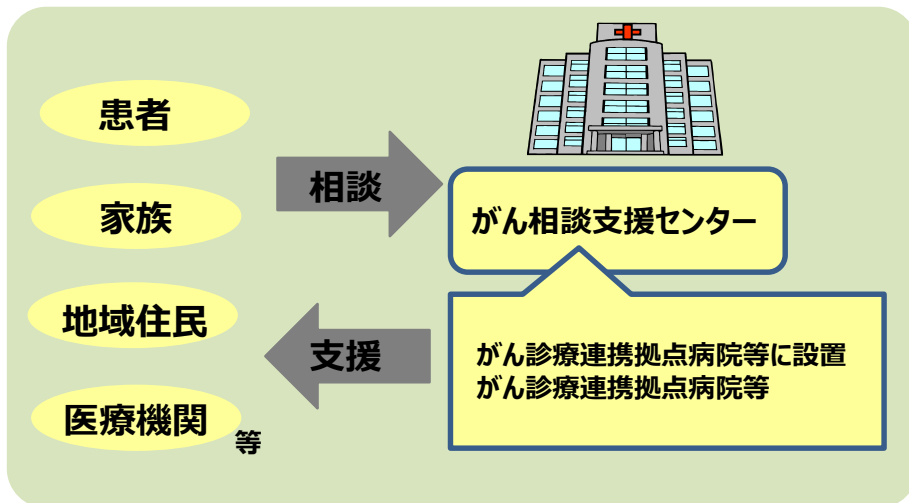 患者
家族
地域住民
医療機関
等
相談
支援
がん相談支援センター
がん診療連携拠点病院等に設置
がん診療連携拠点病院等